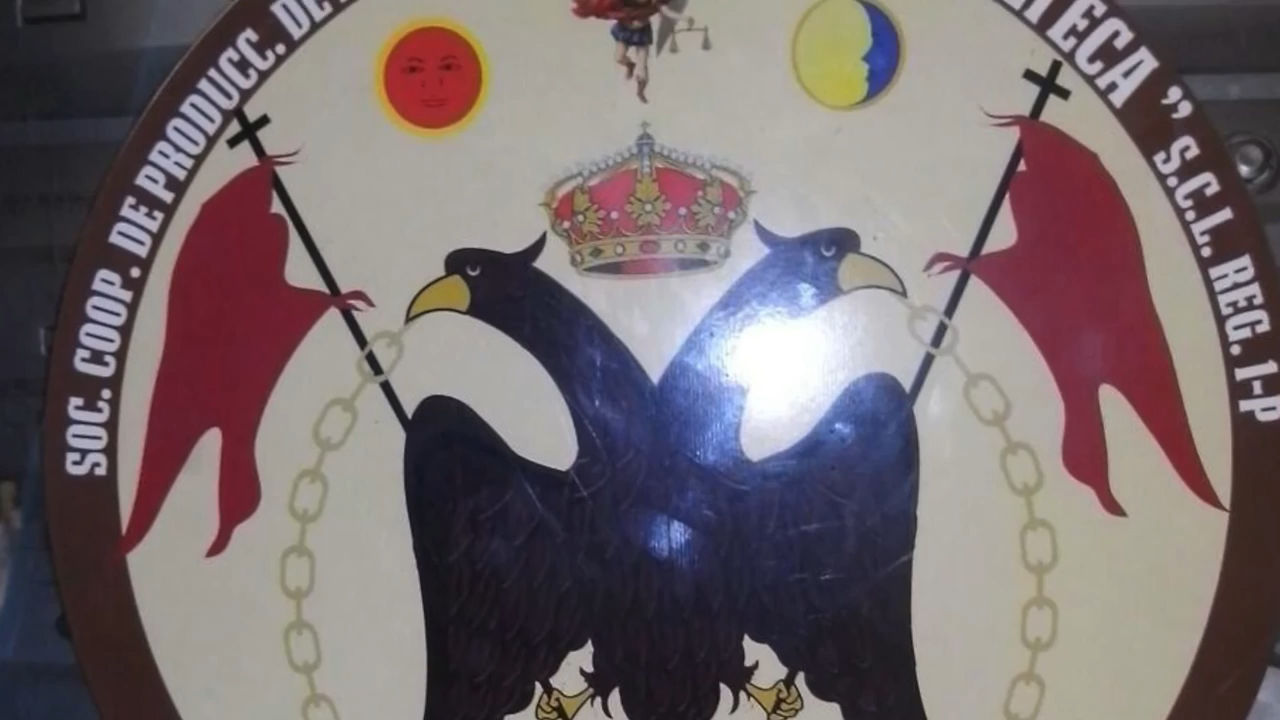 SOC. COOP. DE PRODUCC. DE
ECA " S.C.L. REG. 1-P